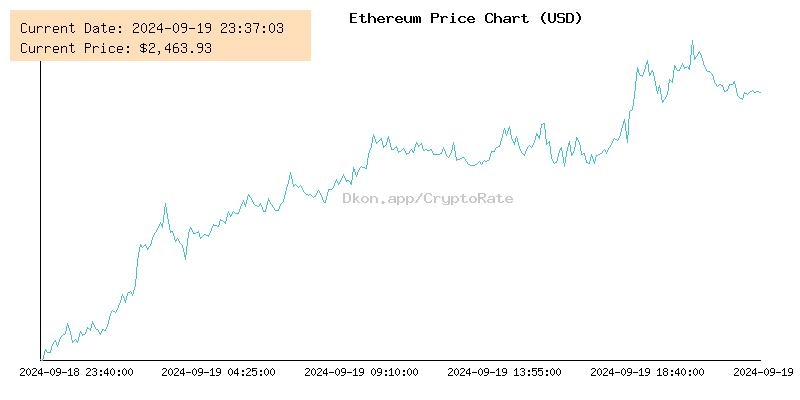 Ethereum Price Chart (USD)
Current Date: 2024-09-19 23:37:03
Current Price: $2,463.93
Dkon.app/CryptoRate
2024-09-18 23:40:00
2024-09-19 04:25:00
2024-09-19 09:10:00
2024-09-19 13:55:00
2024-09-19 18:40:00
2024-09-19